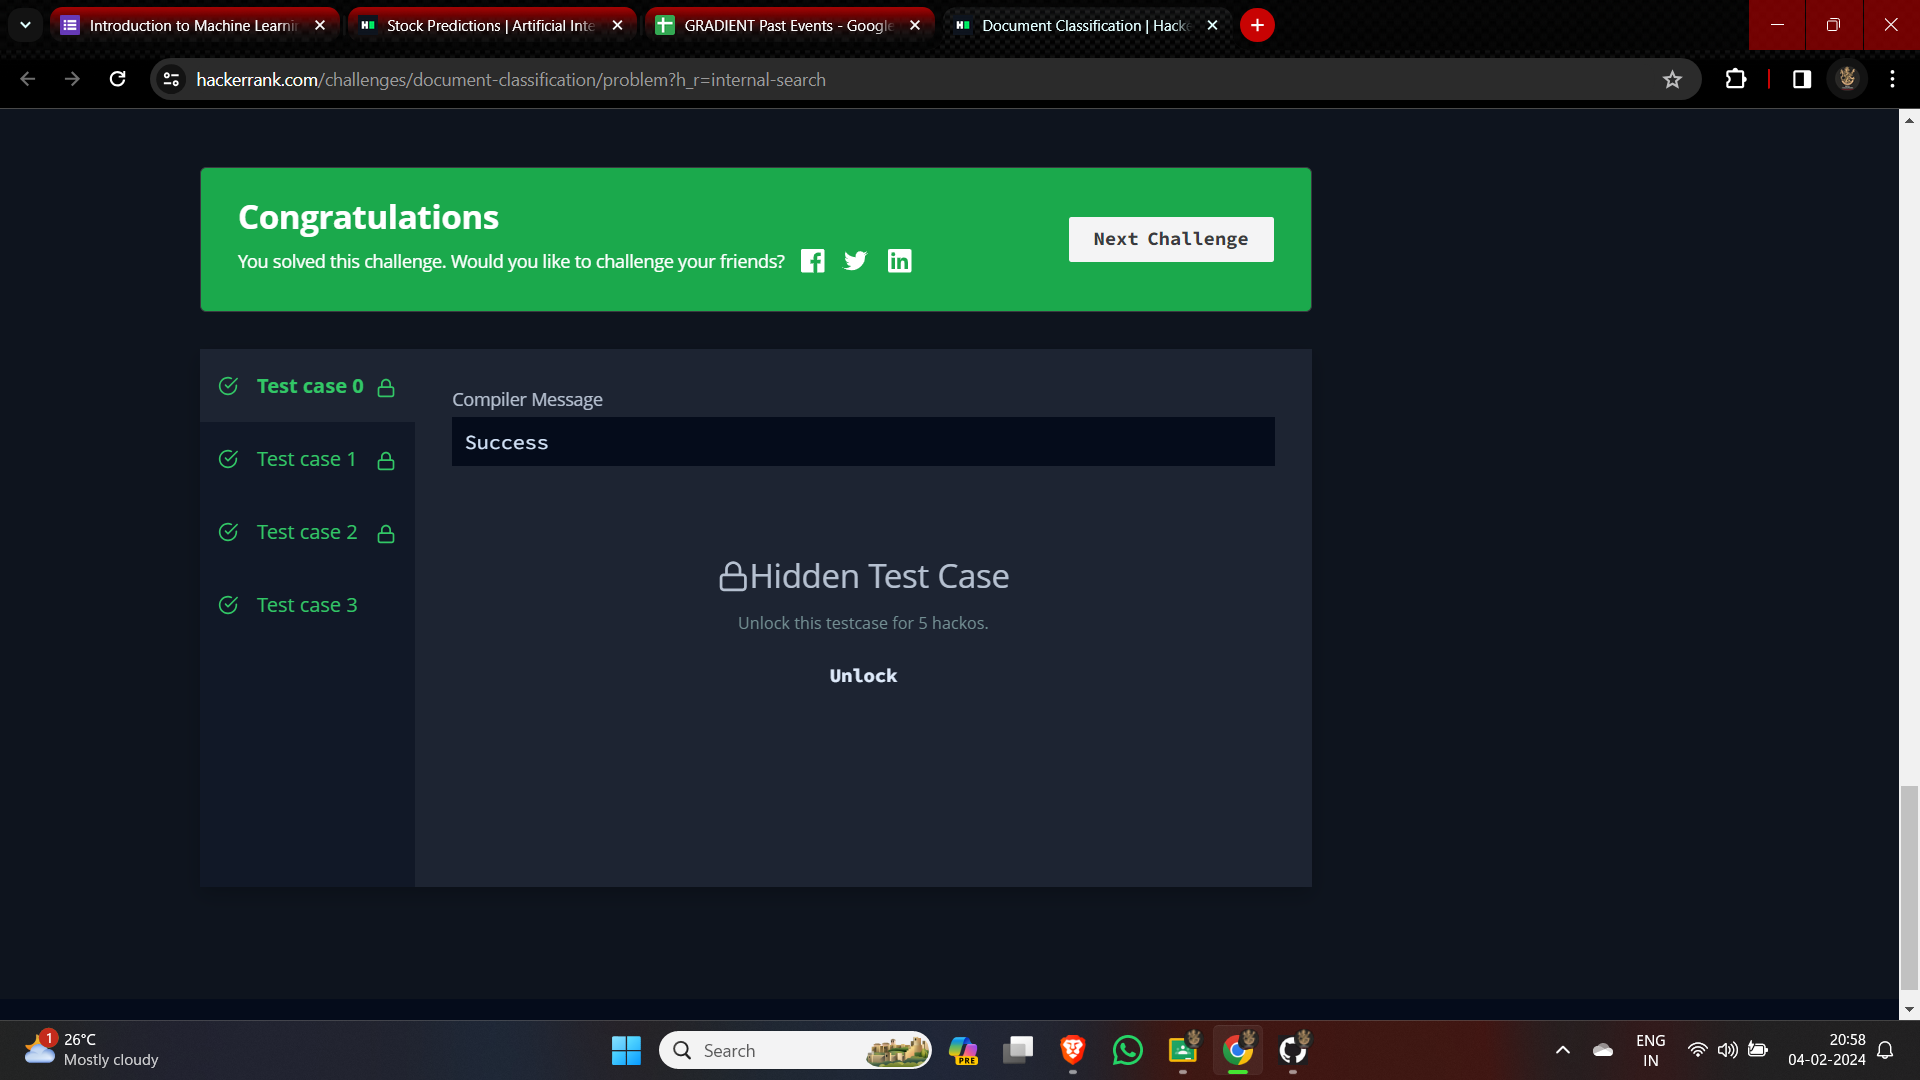 Introduction to Machine Learni
Stock Predictions | Artificial Inte
GRADIENT Past Events - Google
Document Classification | Hacke
hackerrank.com/challenges/document-classification/problem?h_r=internal-search
Congratulations
You solved this challenge. Would you like to challenge your friends?
Next Challenge
Test case 0
Test case 1
Test case 2
Test case 3
Compiler Message
Success
Hidden Test Case
Unlock this testcase for 5 hackos.
Unlock
1
26°C
Mostly cloudy
Search
PRE
ENG
IN
20:58
04-02-2024